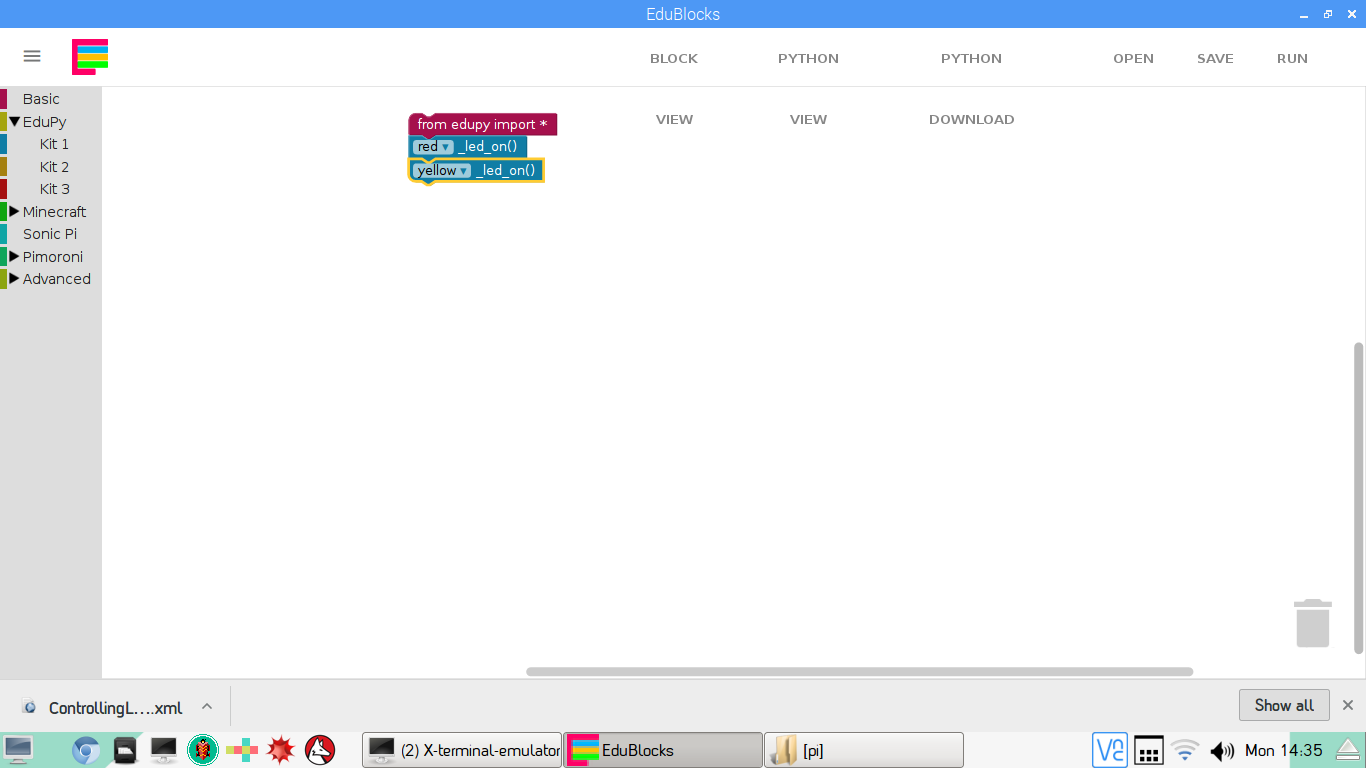 EduBlocks
BLOCK VIEW
PYTHON VIEW
PYTHON DOWNLOAD
OPEN
SAVE
RUN
Basic
EduPy
Kit 1
Kit 2
Kit 3
Minecraft
Sonic Pi
Pimoroni
Advanced
from edupy import *
red _led_on()
yellow _led_on()
ControllingL....xml
Show all
(2) X-terminal-emulator
EduBlocks
[pi]
Mon 14:35